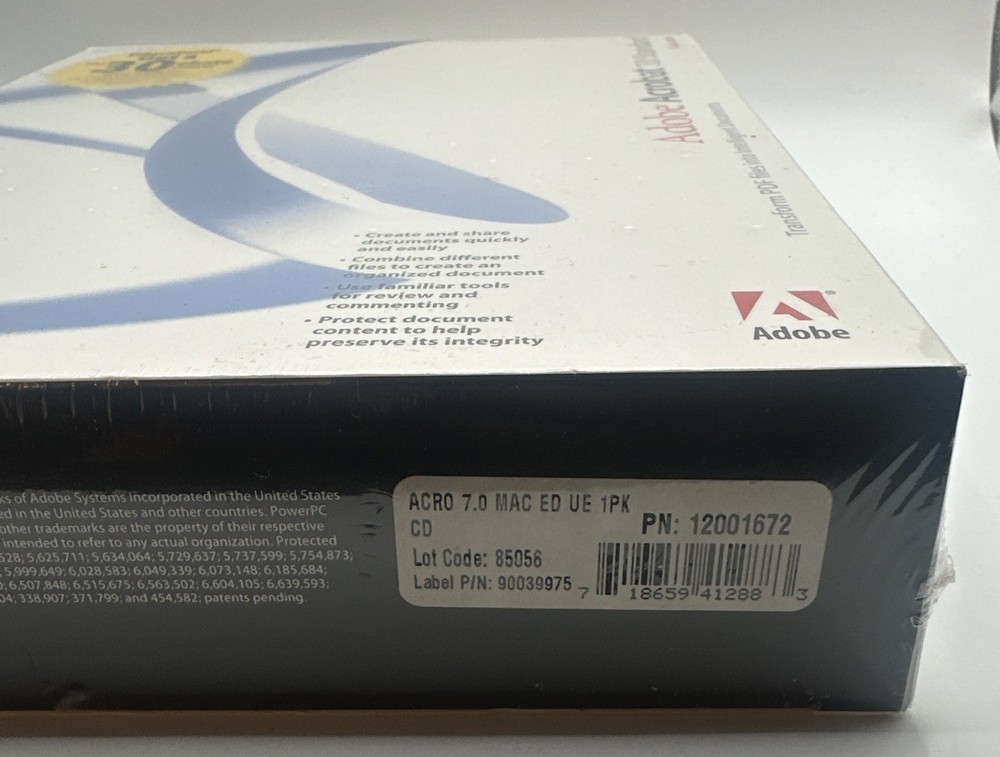 30
Adobe Acrobat
Transform PDF files into intelligent documents
• Create and share
documents quickly
and easily
• Combine different
files to create an
organized document
• Use familiar tools
for review and
commenting
• Protect document
content to help
preserve its integrity
Adobe
ks of Adobe Systems Incorporated in the United States
ed in the United States and other countries. PowerPC
other trademarks are the property of their respective
intended to refer to any actual organization. Protected
528; 5,625,711; 5,634,064; 5,729,637; 5,737,599; 5,754,873;
5,999,649; 6,028,583; 6,049,339; 6,073,148; 6,185,684;
6,507,848; 6,515,675; 6,563,502; 6,604,105; 6,639,593;
04; 338,907; 371,799; and 454,582; patents pending.
ACRO 7.0 MAC ED UE 1PK
CD
PN: 12001672
Lot Code: 85056
Label P/N: 90039975
7 18659 41288 3